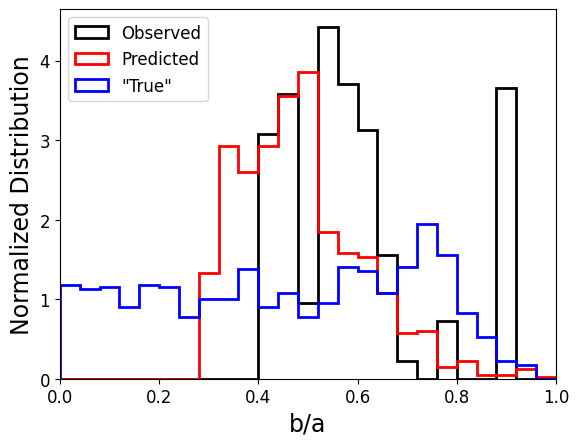 Observed
Predicted
"True"
Normalized Distribution
4
3
2
1
0
0.0 0.2 0.4 0.6 0.8 1.0
b/a